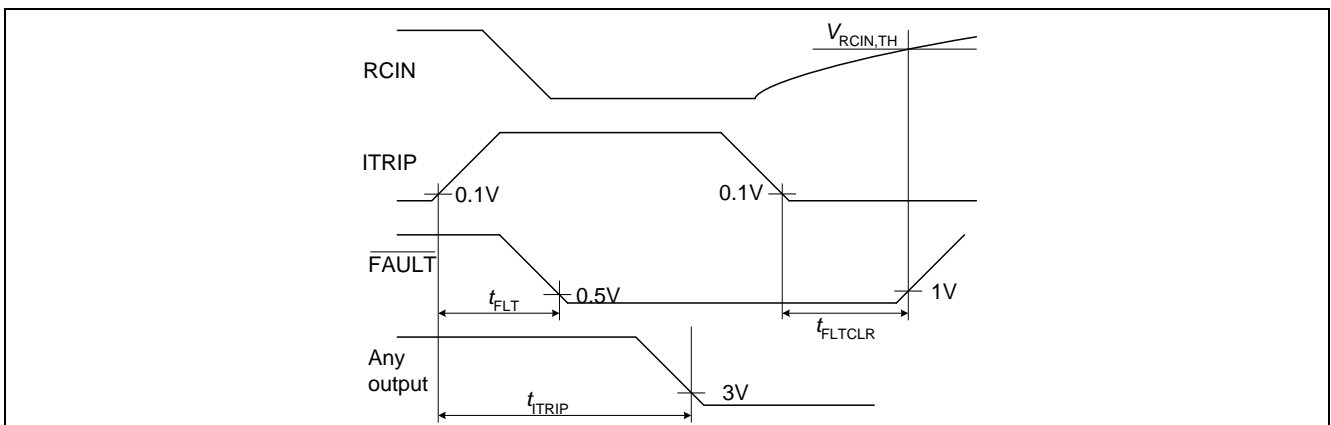 V_RCIN,TH
RCIN
ITRIP
0.1V
0.1V
FAULT
0.5V
1V
t_FLT
t_FLTCLR
Any
output
3V
t_ITRIP